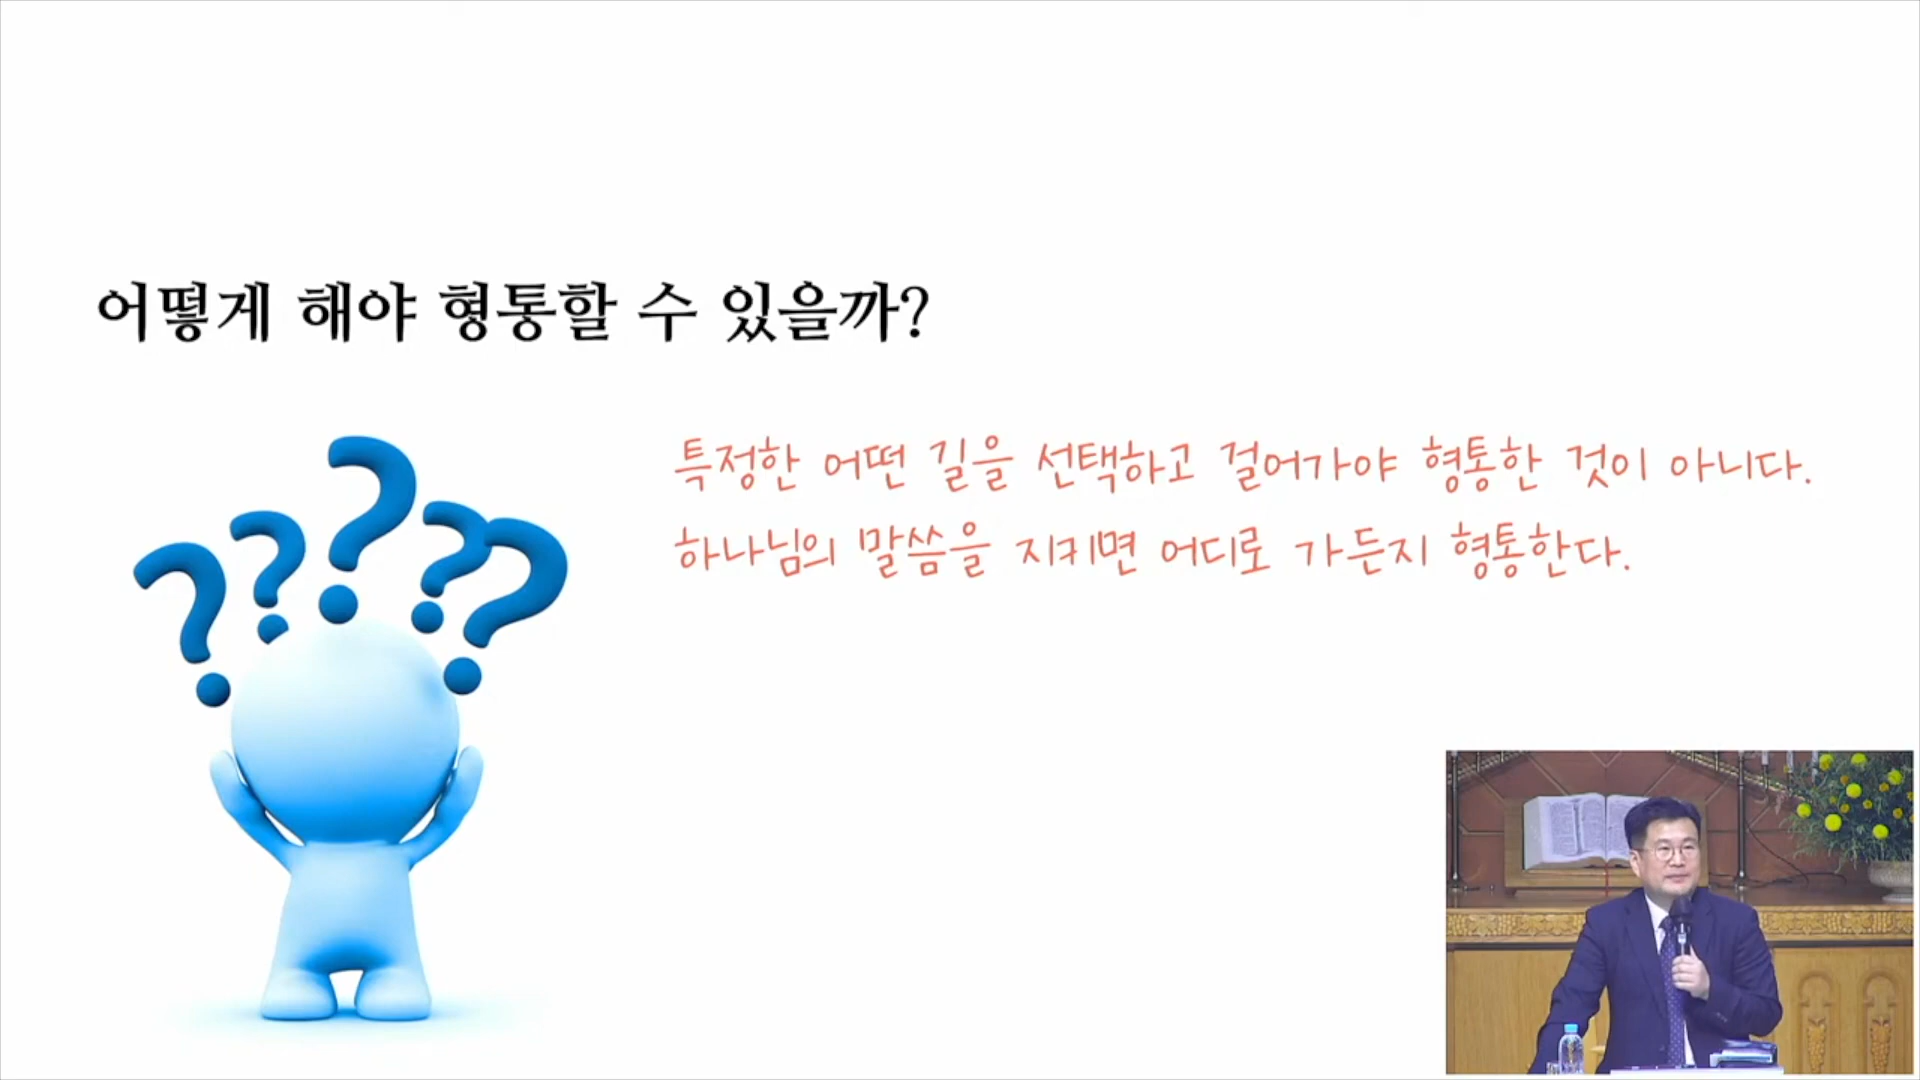 어떻게 해야 형통할 수 있을까?
특정한 어떤 길을 선택하고 걸어가야 형통한 것이 아니다.
하나님의 말씀을 지키면 어디로 가든지 형통한다.